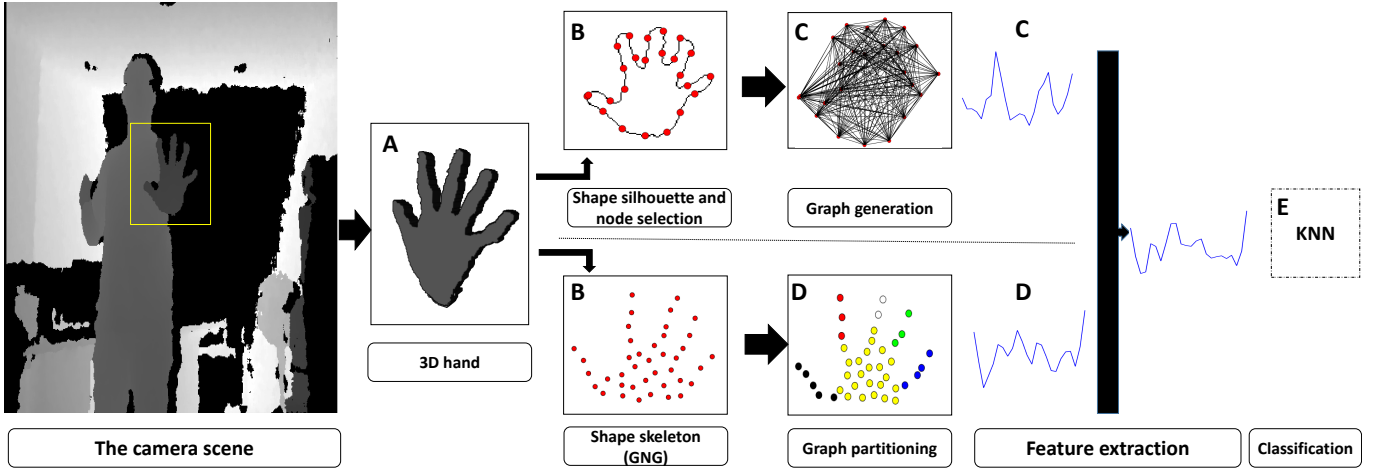 A
B
C
C
Shape silhouette and
node selection
Graph generation
E
KNN
B
D
D
3D hand
The camera scene
Shape skeleton
(GNG)
Graph partitioning
Feature extraction
Classification